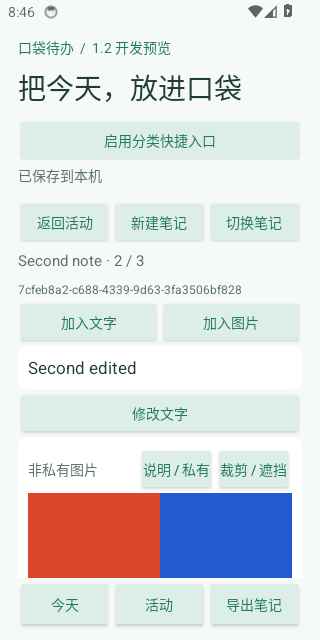 8:46
口袋待办 / 1.2 开发预览
把今天，放进口袋
启用分类快捷入口
已保存到本机
返回活动 新建笔记 切换笔记
Second note · 2 / 3
7cfeb8a2-c688-4339-9d63-3fa3506bf828
加入文字 加入图片
Second edited
修改文字
非私有图片 说明 / 私有 裁剪 / 遮挡
今天 活动 导出笔记